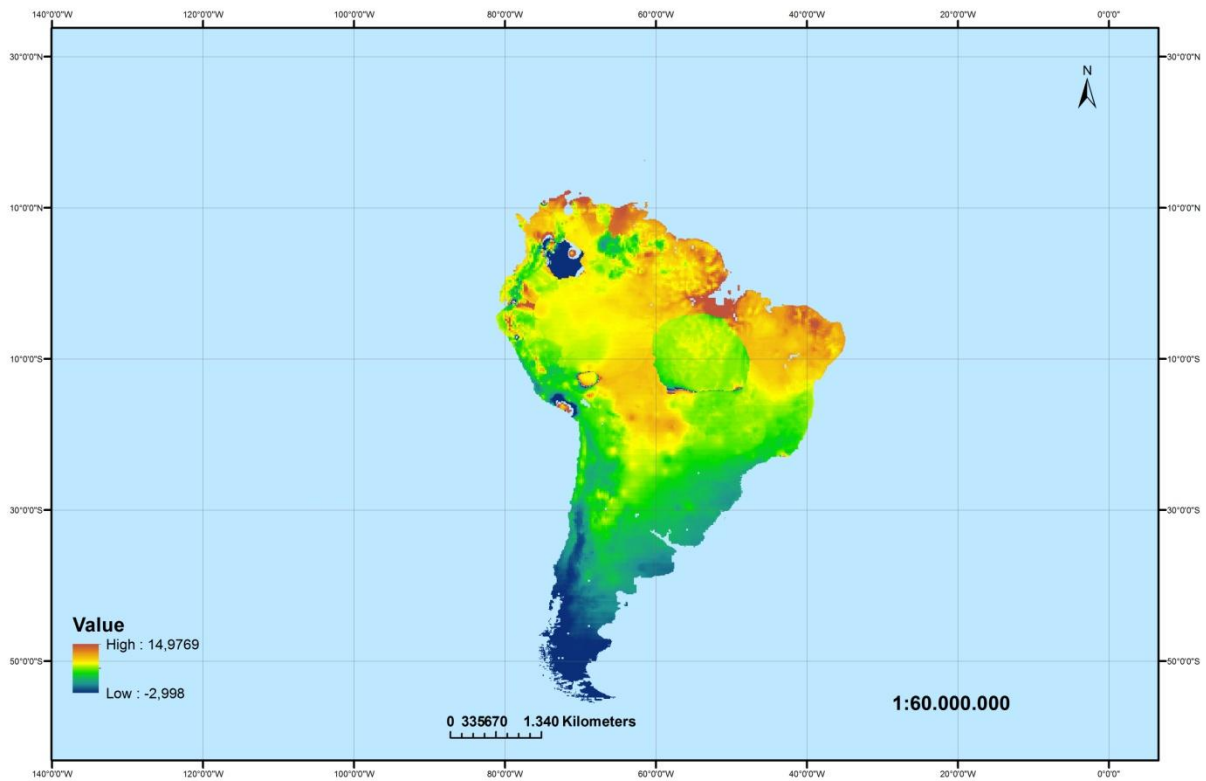 140°0'0"W 120°0'0"W 100°0'0"W 80°0'0"W 60°0'0"W 40°0'0"W 20°0'0"W 0°0'0"
30°0'0"N 30°0'0"N
N
10°0'0"N 10°0'0"N
10°0'0"S 10°0'0"S
30°0'0"S 30°0'0"S
Value
High : 14,9769
50°0'0"S 50°0'0"S
Low : -2,998
1:60.000.000
0 335670 1.340 Kilometers
140°0'0"W 120°0'0"W 100°0'0"W 80°0'0"W 60°0'0"W 40°0'0"W 20°0'0"W 0°0'0"